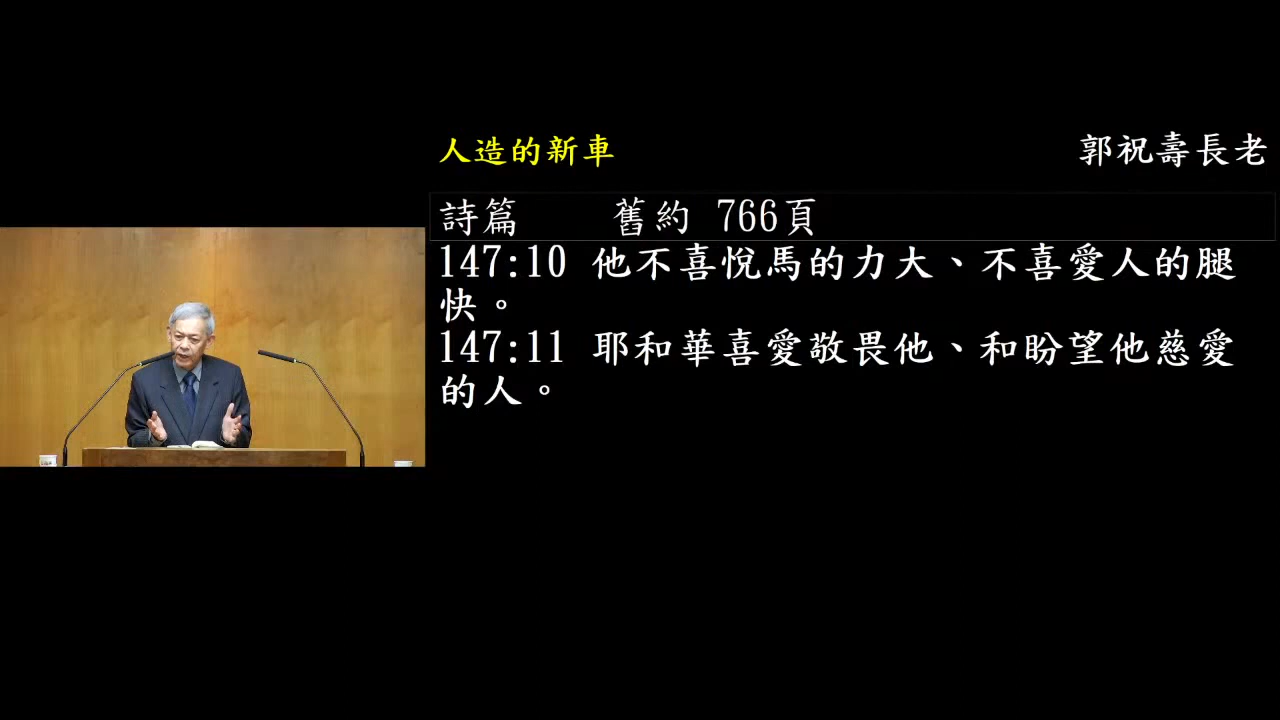 人造的新車 郭祝壽長老
詩篇 舊約 766頁
147:10 他不喜悅馬的力大、不喜愛人的腿
快。
147:11 耶和華喜愛敬畏他、和盼望他慈愛
的人。